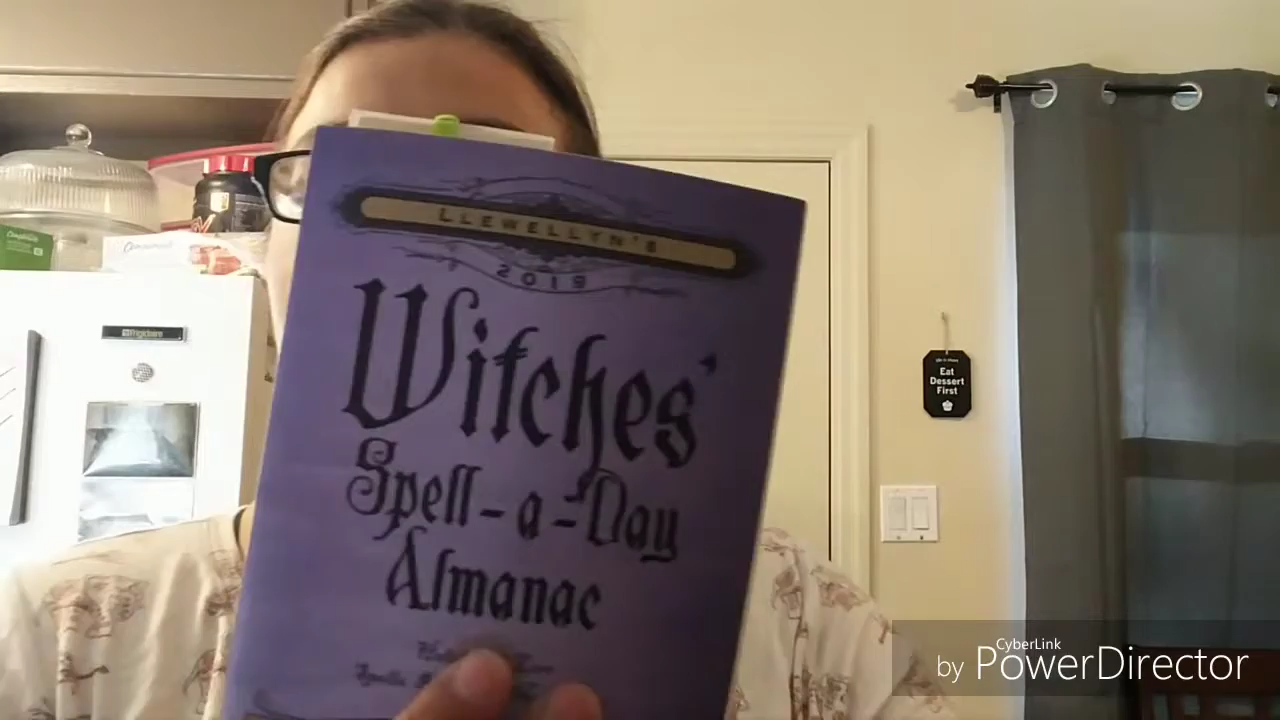 LLEWELLYN'S
2019
Witches'
Spell-a-Day
Almanac
Frigidaire
Eat
Dessert
First
CyberLink
by PowerDirector